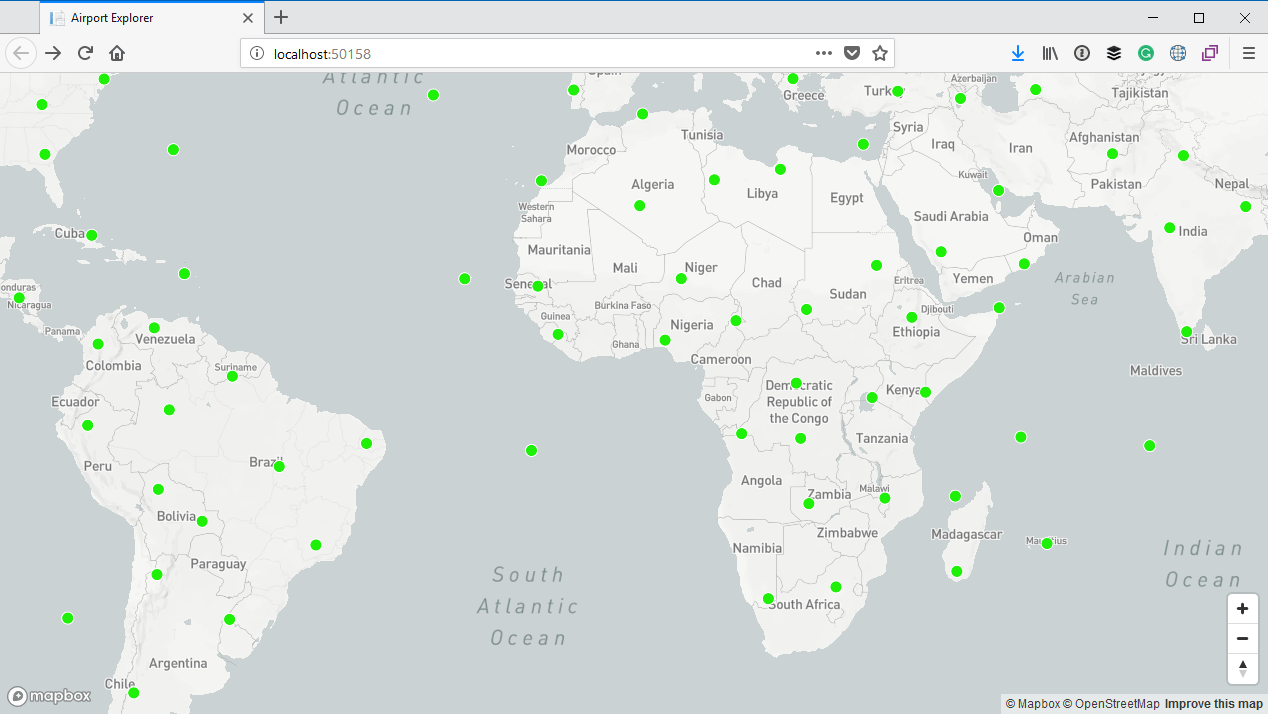 Airport Explorer
localhost:50158
Atlantic
Ocean
Spain
Greece
Turkey
Azerbaijan
Tajikistan
Tunisia
Syria
Afghanistan
Morocco
Iraq
Iran
Kuwait
Algeria
Libya
Egypt
Pakistan
Nepal
Western
Sahara
Saudi Arabia
Cuba
Oman
India
Mauritania
Mali
Niger
Chad
Yemen
Arabian
Sea
Senegal
Sudan
Eritrea
onduras
Nicaragua
Burkina Faso
Djibouti
Guinea
Panama
Nigeria
Ethiopia
Venezuela
Ghana
Sri Lanka
Cameroon
Colombia
Suriname
Maldives
Democratic
Republic of
the Congo
Gabon
Kenya
Ecuador
Tanzania
Brazil
Peru
Angola
Malawi
Zambia
Bolivia
Zimbabwe
Madagascar
Mauritius
Namibia
Indian
Ocean
Paraguay
South
Atlantic
Ocean
South Africa
Argentina
Chile
mapbox
© Mapbox © OpenStreetMap Improve this map